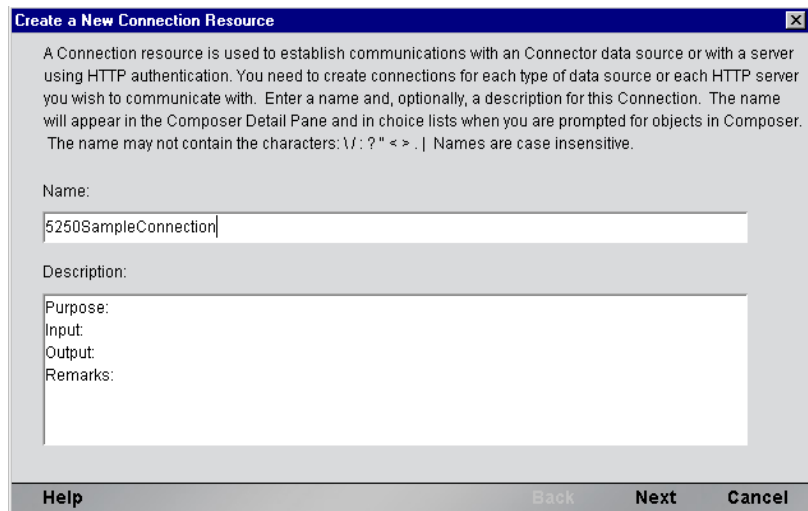 Create a New Connection Resource
A Connection resource is used to establish communications with an Connector data source or with a server
using HTTP authentication. You need to create connections for each type of data source or each HTTP server
you wish to communicate with. Enter a name and, optionally, a description for this Connection. The name
will appear in the Composer Detail Pane and in choice lists when you are prompted for objects in Composer.
The name may not contain the characters: \ / : ? " < > . | Names are case insensitive.
Name:
5250SampleConnection
Description:
Purpose:
Input:
Output:
Remarks:
Help Back Next Cancel